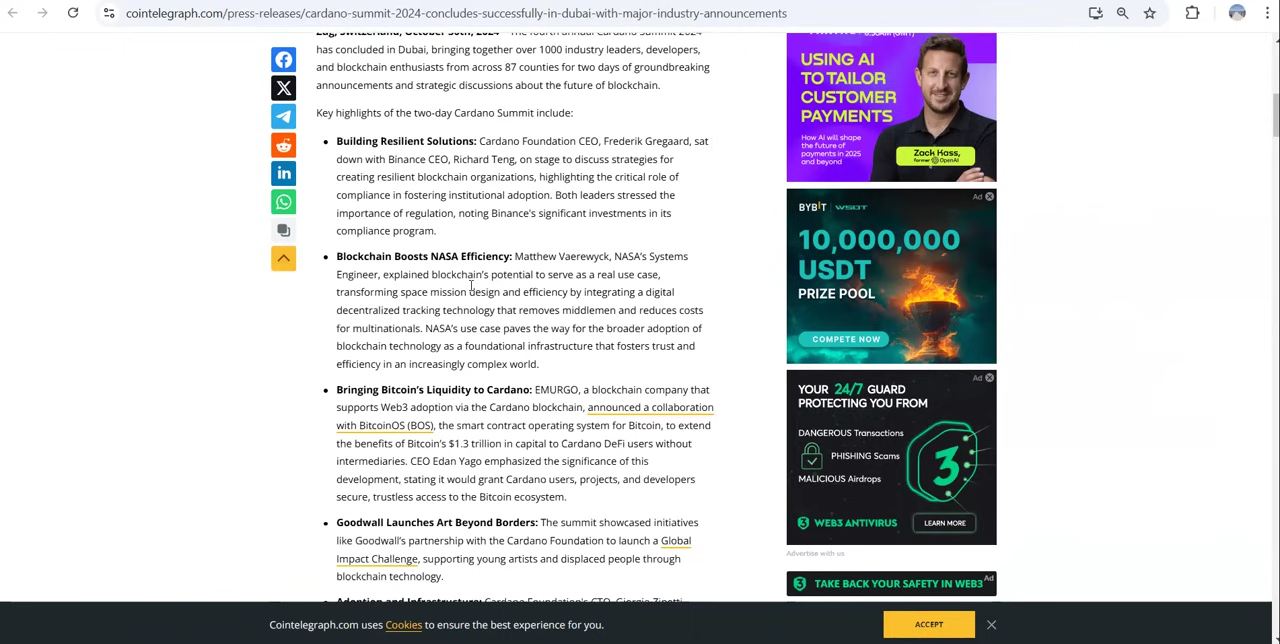 cointelegraph.com/press-releases/cardano-summit-2024-concludes-successfully-in-dubai-with-major-industry-announcements
Zug, Switzerland, October 30th, 2024 - The fourth annual Cardano Summit 2024
has concluded in Dubai, bringing together over 1000 industry leaders, developers,
and blockchain enthusiasts from across 87 counties for two days of groundbreaking
announcements and strategic discussions about the future of blockchain.
Key highlights of the two-day Cardano Summit include:
Building Resilient Solutions: Cardano Foundation CEO, Frederik Gregaard, sat
down with Binance CEO, Richard Teng, on stage to discuss strategies for
creating resilient blockchain organizations, highlighting the critical role of
compliance in fostering institutional adoption. Both leaders stressed the
importance of regulation, noting Binance's significant investments in its
compliance program.
Blockchain Boosts NASA Efficiency: Matthew Vaerewyck, NASA's Systems
Engineer, explained blockchain's potential to serve as a real use case,
transforming space mission design and efficiency by integrating a digital
decentralized tracking technology that removes middlemen and reduces costs
for multinationals. NASA's use case paves the way for the broader adoption of
blockchain technology as a foundational infrastructure that fosters trust and
efficiency in an increasingly complex world.
Bringing Bitcoin's Liquidity to Cardano: EMURGO, a blockchain company that
supports Web3 adoption via the Cardano blockchain, announced a collaboration
with BitcoinOS (BOS), the smart contract operating system for Bitcoin, to extend
the benefits of Bitcoin's $1.3 trillion in capital to Cardano DeFi users without
intermediaries. CEO Edan Yago emphasized the significance of this
development, stating it would grant Cardano users, projects, and developers
secure, trustless access to the Bitcoin ecosystem.
Goodwall Launches Art Beyond Borders: The summit showcased initiatives
like Goodwall's partnership with the Cardano Foundation to launch a Global
Impact Challenge, supporting young artists and displaced people through
blockchain technology.
Adoption and Infrastructure: Cardano Foundation's CTO, Giorgio Zinetti,
USING AI
TO TAILOR
CUSTOMER
PAYMENTS
How AI will shape
the future of
payments in 2025
and beyond
Zack Kass,
former OpenAI
Ad
BYBIT | WSOT
10,000,000
USDT
PRIZE POOL
COMPETE NOW
Ad
YOUR 24/7 GUARD
PROTECTING YOU FROM
DANGEROUS Transactions
PHISHING Scams
MALICIOUS Airdrops
3
3 WEB3 ANTIVIRUS
LEARN MORE
Advertise with us
3 TAKE BACK YOUR SAFETY IN WEB3
Ad
Cointelegraph.com uses Cookies to ensure the best experience for you.
ACCEPT